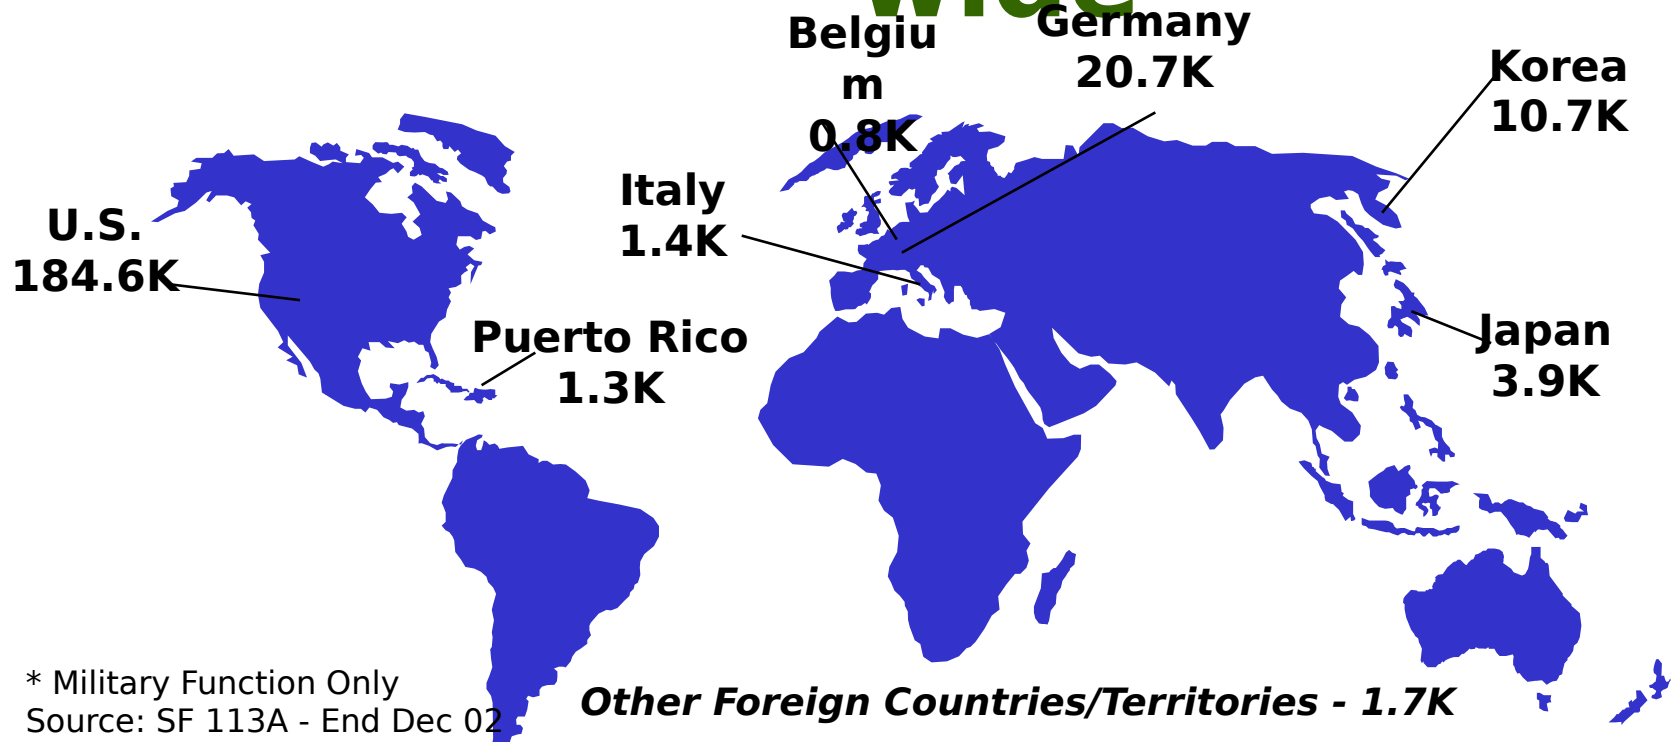 wide
Belgiu
m
0.8K
Germany
20.7K
Korea
10.7K
Italy
1.4K
U.S.
184.6K
Puerto Rico
1.3K
Japan
3.9K
* Military Function Only
Source: SF 113A - End Dec 02
Other Foreign Countries/Territories - 1.7K